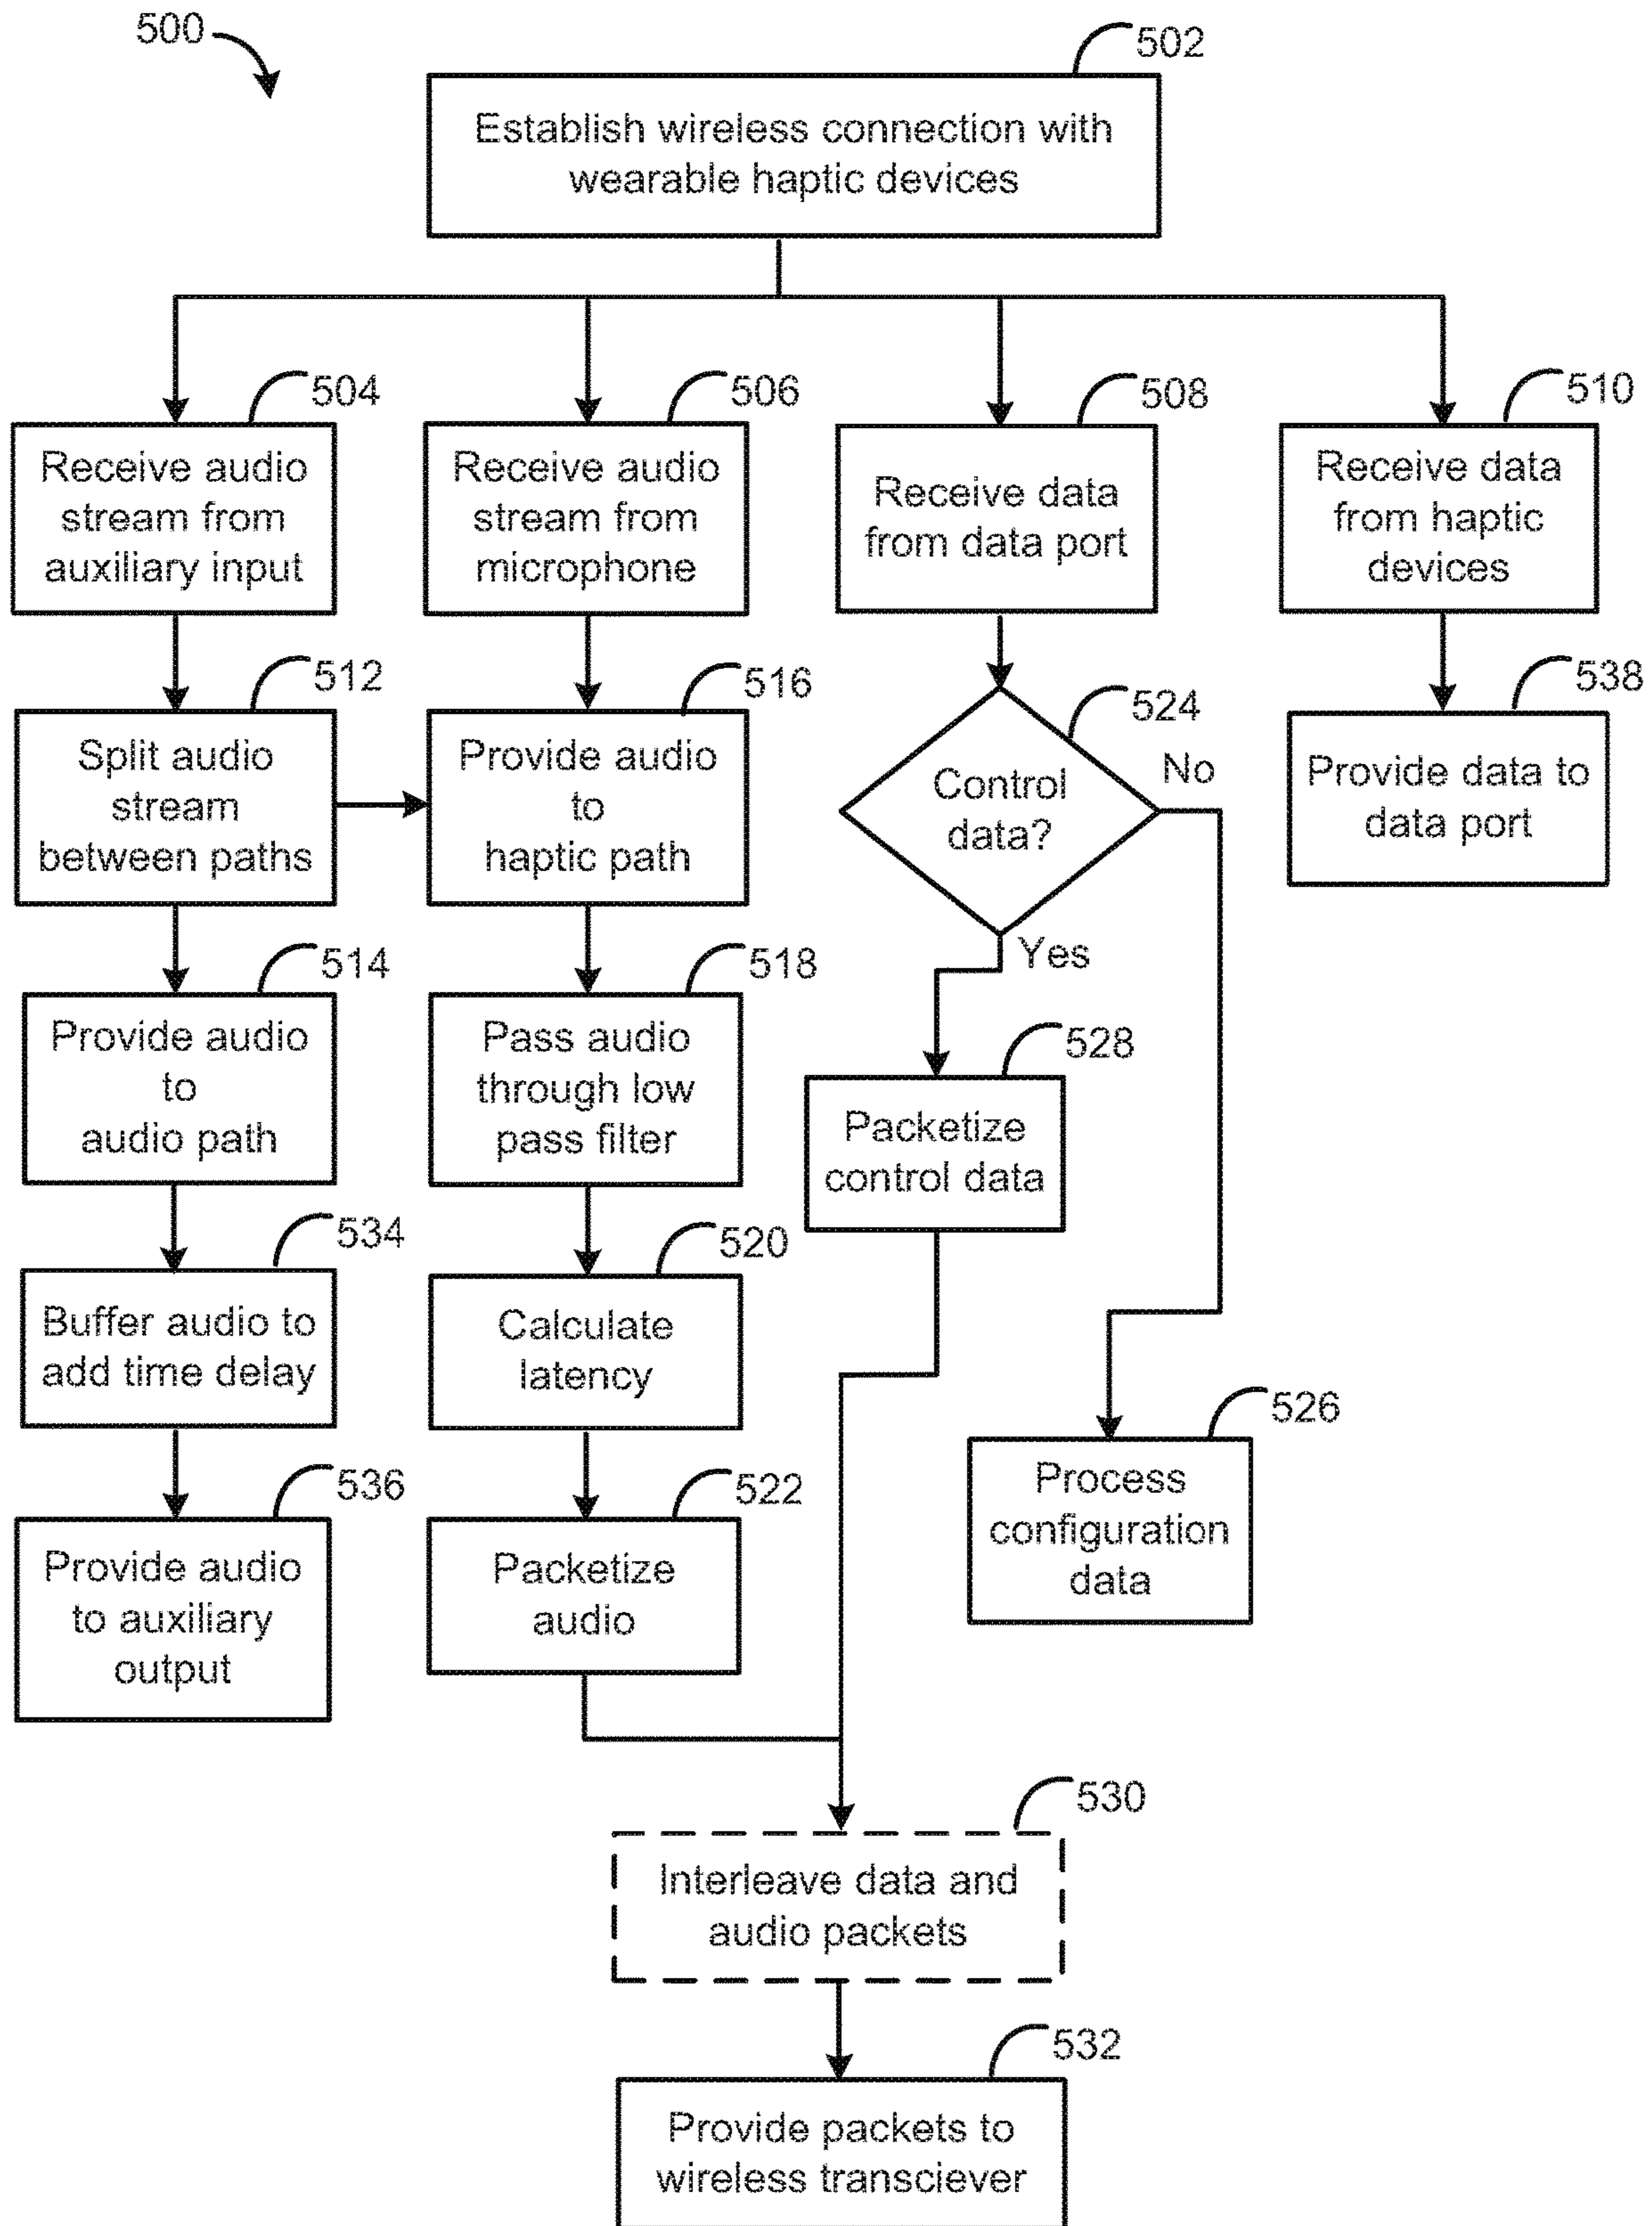 500
502
Establish wireless connection with
wearable haptic devices
504
506
508
510
Receive audio
stream from
auxiliary input
Receive audio
stream from
microphone
Receive data
from data port
Receive data
from haptic
devices
512
516
524
538
Split audio
stream
between paths
Provide audio
to
haptic path
Control
data?
No
Yes
Provide data to
data port
514
518
528
Provide audio
to
audio path
Pass audio
through low
pass filter
Packetize
control data
534
520
526
Buffer audio to
add time delay
Calculate
latency
Process
configuration
data
536
522
Provide audio
to auxiliary
output
Packetize
audio
530
Interleave data and
audio packets
532
Provide packets to
wireless transciever